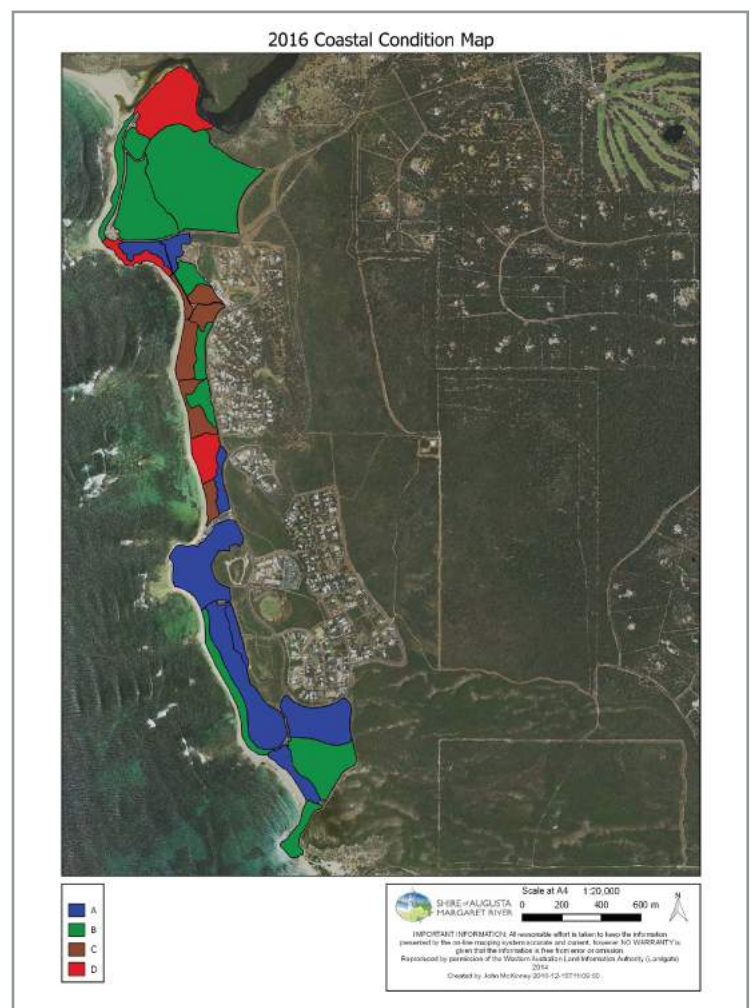 2016 Coastal Condition Map
A
B
C
D
SHIRE of AUGUSTA
MARGARET RIVER
Scale at A4 1:20,000
0 200 400 600 m
N
IMPORTANT INFORMATION: All reasonable effort is taken to keep the information
presented by the on-line mapping system accurate and current, however NO WARRANTY is
given that the information is free from error or omission.
Reproduced by permission of the Western Australian Land Information Authority (Landgate)
2014
Created by John McKinney